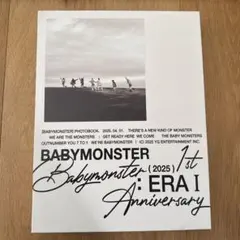 (BABYMONSTER) PHOTOBOOK. 2025. 04. 01. THERE'S A NEW KIND OF MONSTER
WE ARE THE MONSTERS | GET READY HERE WE COME THE BABY MONSTERS
OUTNUMBER YOU 7 TO 1 WE'RE BABYMONSTER (C) 2025 YG ENTERTAINMENT INC.
BABYMONSTER 1st
Babymonster (2025)
: ERA I
Anniversary